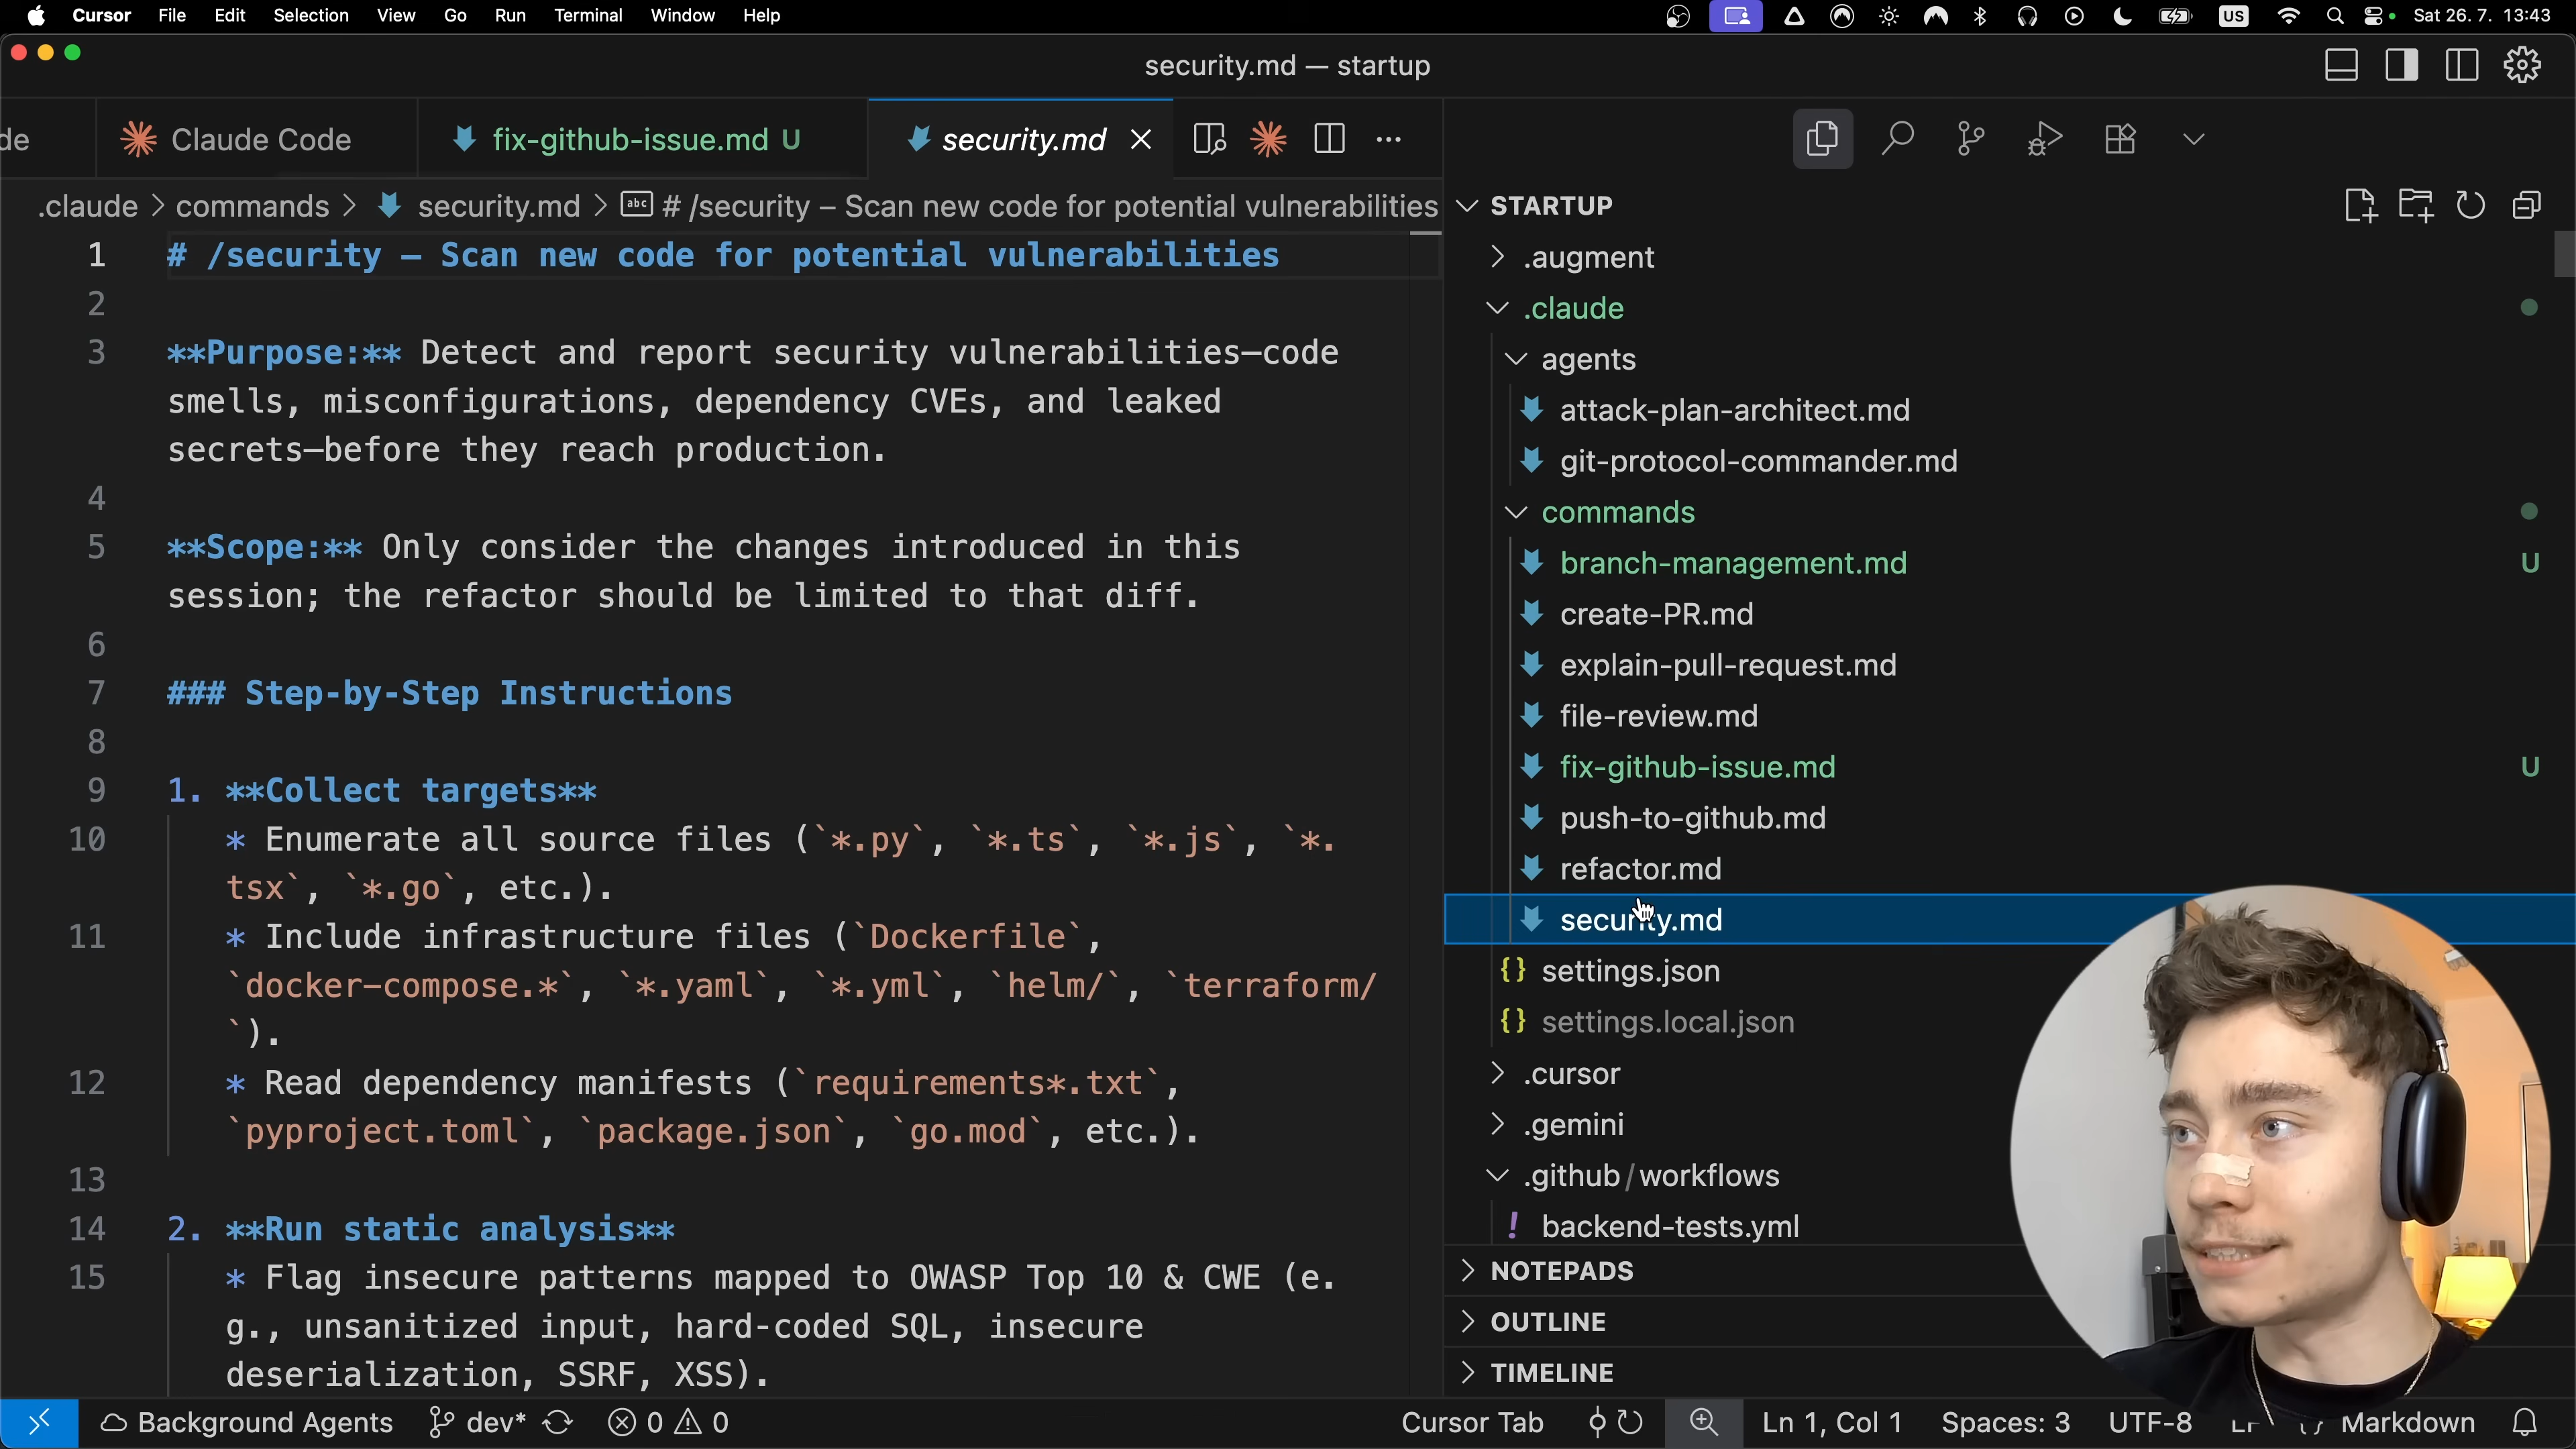 Cursor File Edit Selection View Go Run Terminal Window Help US Sat 26. 7. 13:43
security.md — startup
de Claude Code fix-github-issue.md U security.md
.claude > commands > security.md > # /security – Scan new code for potential vulnerabilities
1 # /security – Scan new code for potential vulnerabilities
2
3 **Purpose:** Detect and report security vulnerabilities—code
smells, misconfigurations, dependency CVEs, and leaked
secrets—before they reach production.
4
5 **Scope:** Only consider the changes introduced in this
session; the refactor should be limited to that diff.
6
7 ### Step-by-Step Instructions
8
9 1. **Collect targets**
10 * Enumerate all source files (`*.py`, `*.ts`, `*.js`, `*.
tsx`, `*.go`, etc.).
11 * Include infrastructure files (`Dockerfile`,
`docker-compose.*`, `*.yaml`, `*.yml`, `helm/`, `terraform/
`).
12 * Read dependency manifests (`requirements*.txt`,
`pyproject.toml`, `package.json`, `go.mod`, etc.).
13
14 2. **Run static analysis**
15 * Flag insecure patterns mapped to OWASP Top 10 & CWE (e.
g., unsanitized input, hard-coded SQL, insecure
deserialization, SSRF, XSS).
STARTUP
.augment
.claude
agents
attack-plan-architect.md
git-protocol-commander.md
commands
branch-management.md U
create-PR.md
explain-pull-request.md
file-review.md
fix-github-issue.md U
push-to-github.md
refactor.md
security.md
{} settings.json
{} settings.local.json
.cursor
.gemini
.github/workflows
! backend-tests.yml
NOTEPADS
OUTLINE
TIMELINE
Background Agents dev* 0 0 Cursor Tab Ln 1, Col 1 Spaces: 3 UTF-8 LF {} Markdown